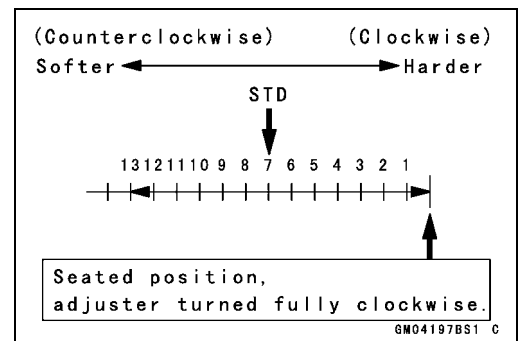 (Counterclockwise) (Clockwise)
Softer Harder
STD
13 12 11 10 9 8 7 6 5 4 3 2 1
Seated position,
adjuster turned fully clockwise.
GM04197BS1 C